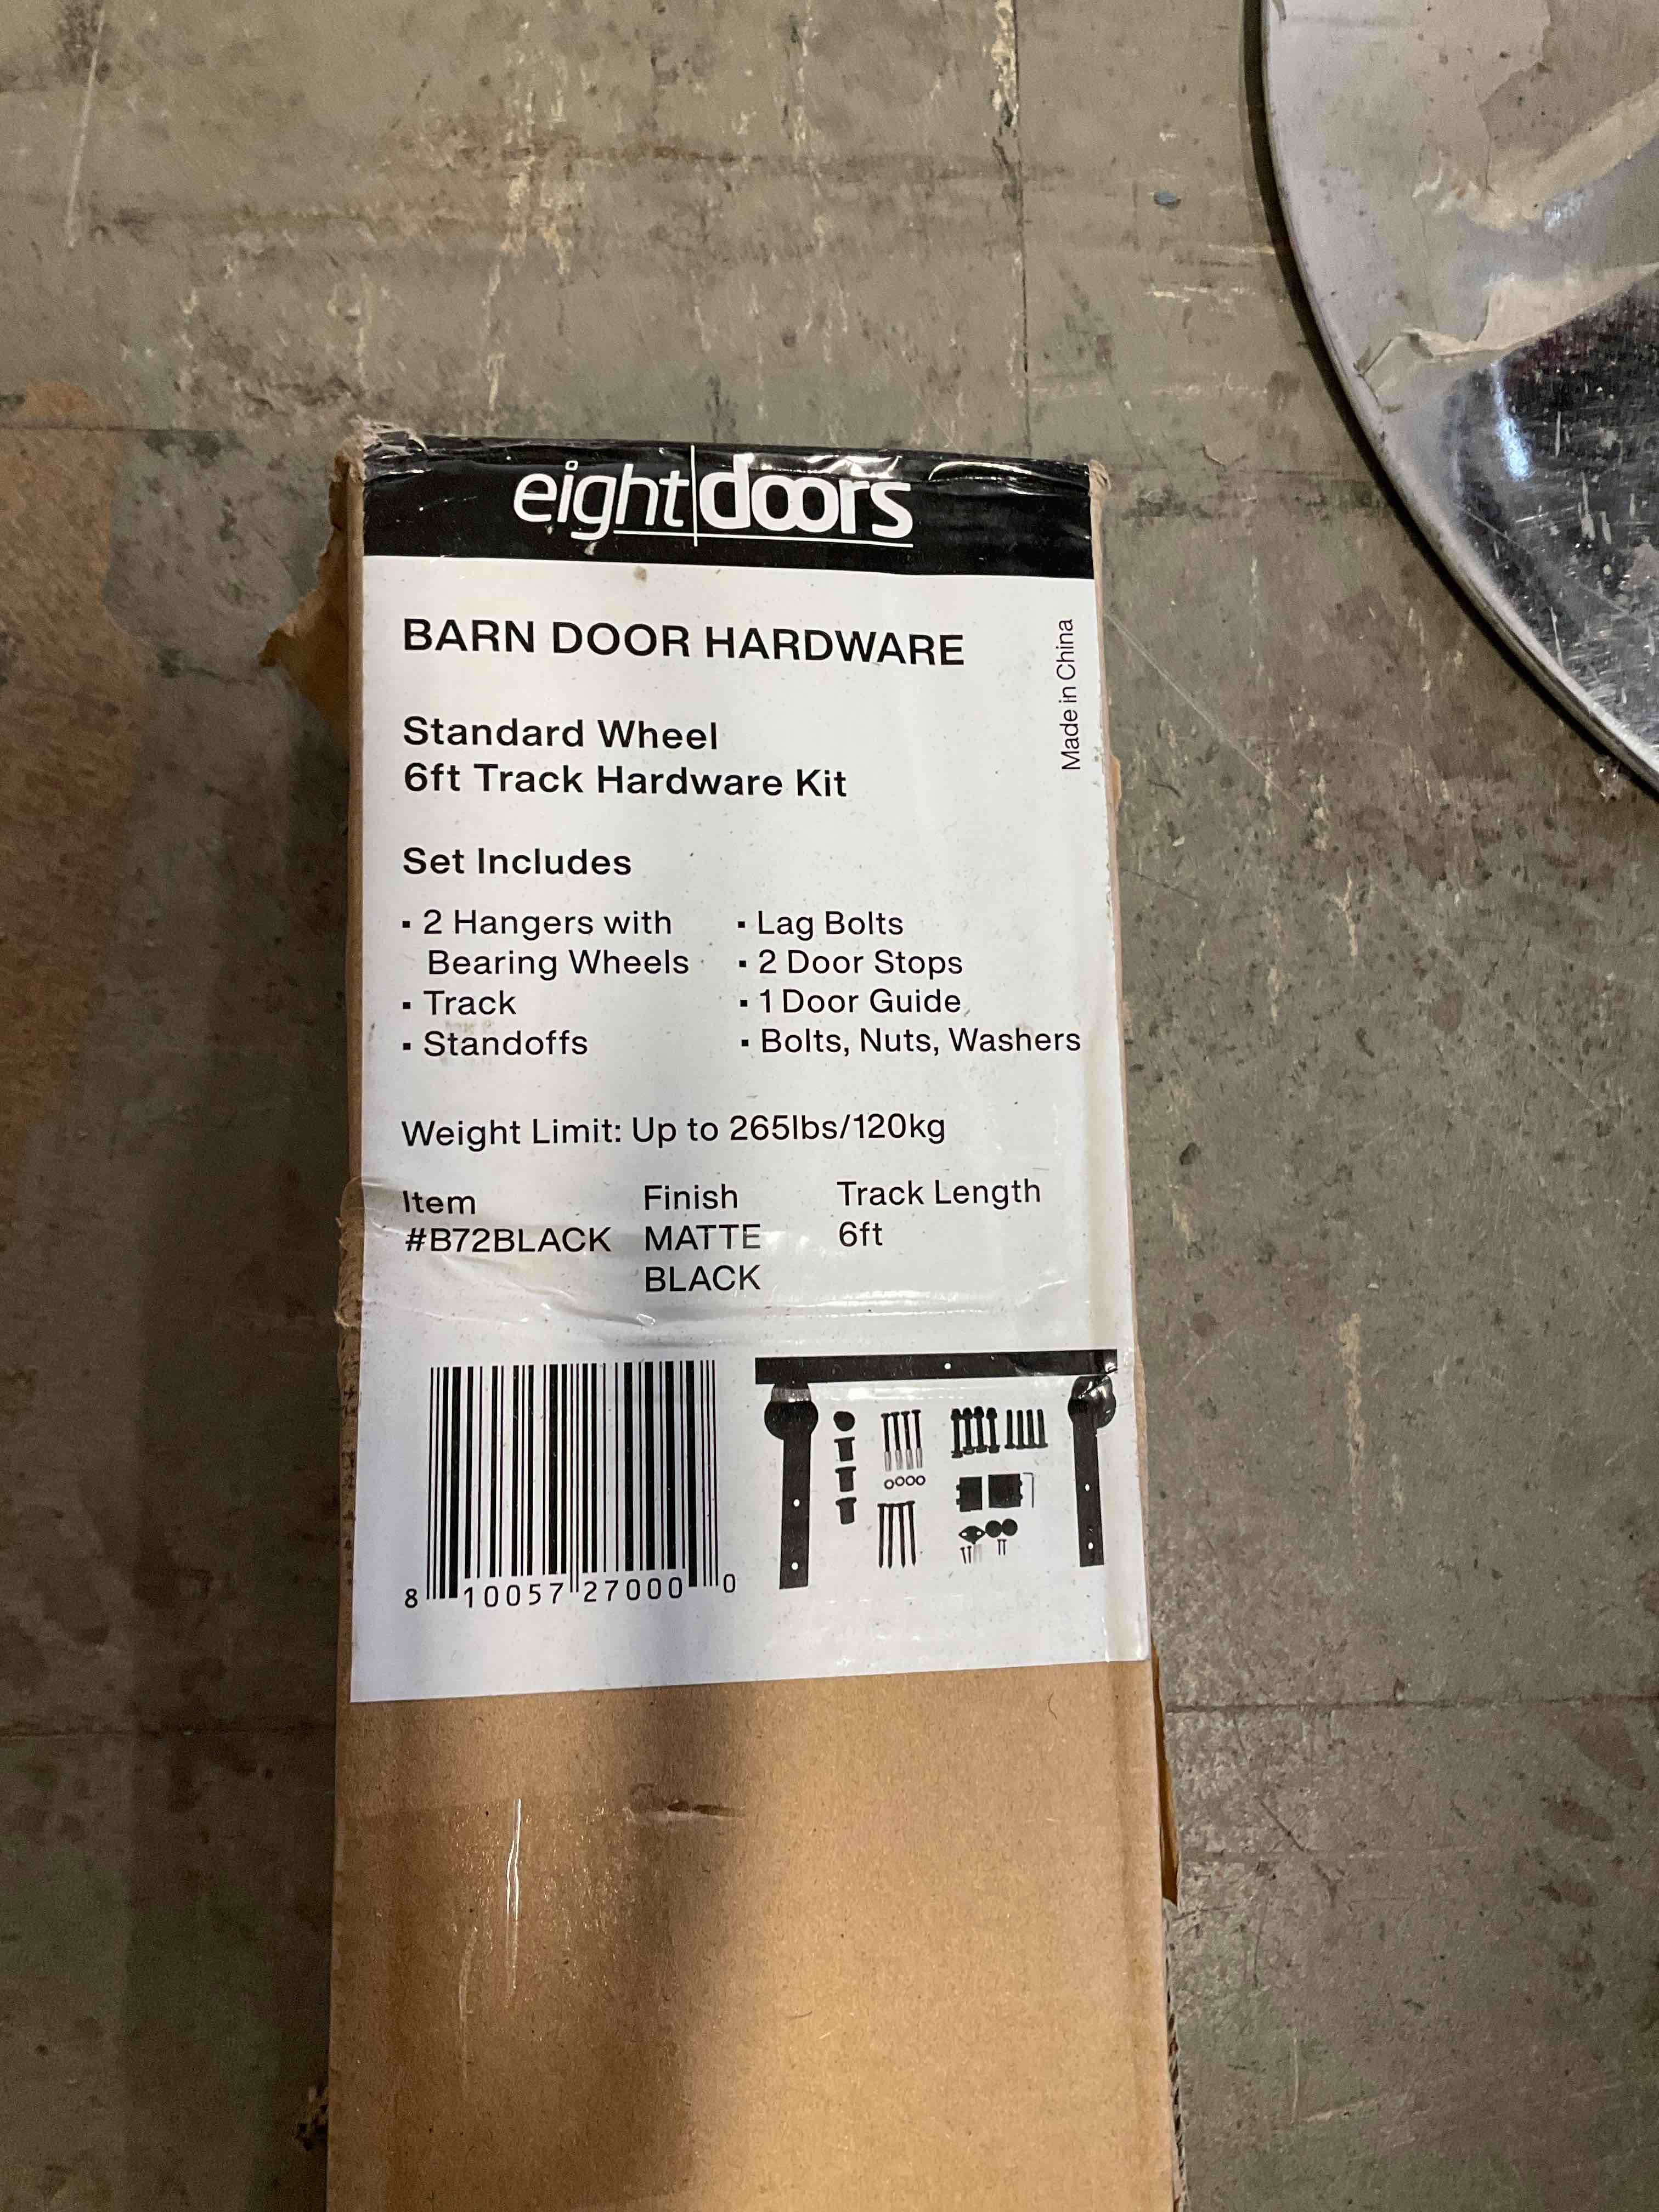 eight doors
BARN DOOR HARDWARE
Made in China
Standard Wheel
6ft Track Hardware Kit
Set Includes
▪ 2 Hangers with
Bearing Wheels
▪ Track
▪ Standoffs
▪ Lag Bolts
▪ 2 Door Stops
▪ 1 Door Guide
▪ Bolts, Nuts, Washers
Weight Limit: Up to 265lbs/120kg
Item
#B72BLACK
Finish
MATTE
BLACK
Track Length
6ft
8 10057 27000 0